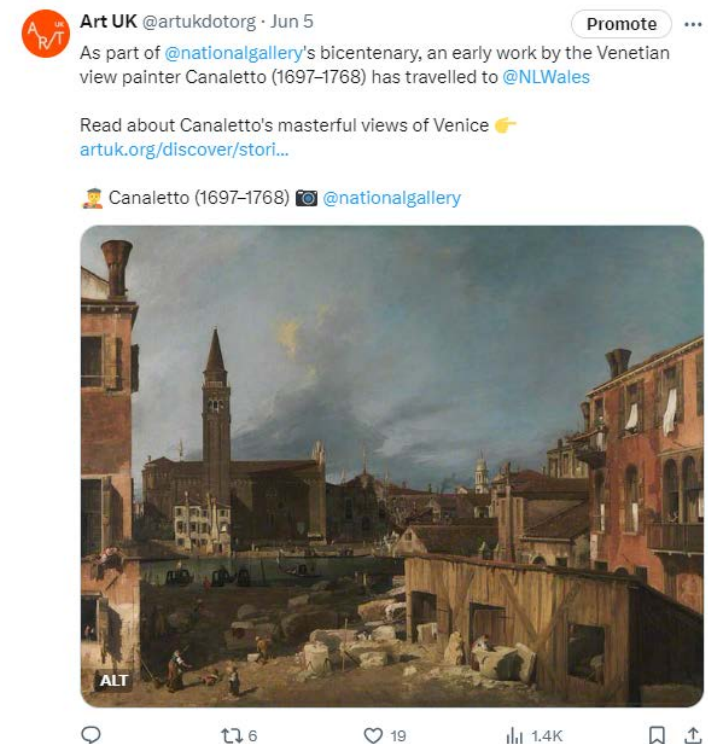 A UK
R/T
Art UK @artukdotorg · Jun 5
Promote
As part of @nationalgallery's bicentenary, an early work by the Venetian
view painter Canaletto (1697–1768) has travelled to @NLWales
Read about Canaletto's masterful views of Venice 👉
artuk.org/discover/stori...
🧑‍🎨 Canaletto (1697–1768) 📷 @nationalgallery
ALT
6 19 1.4K